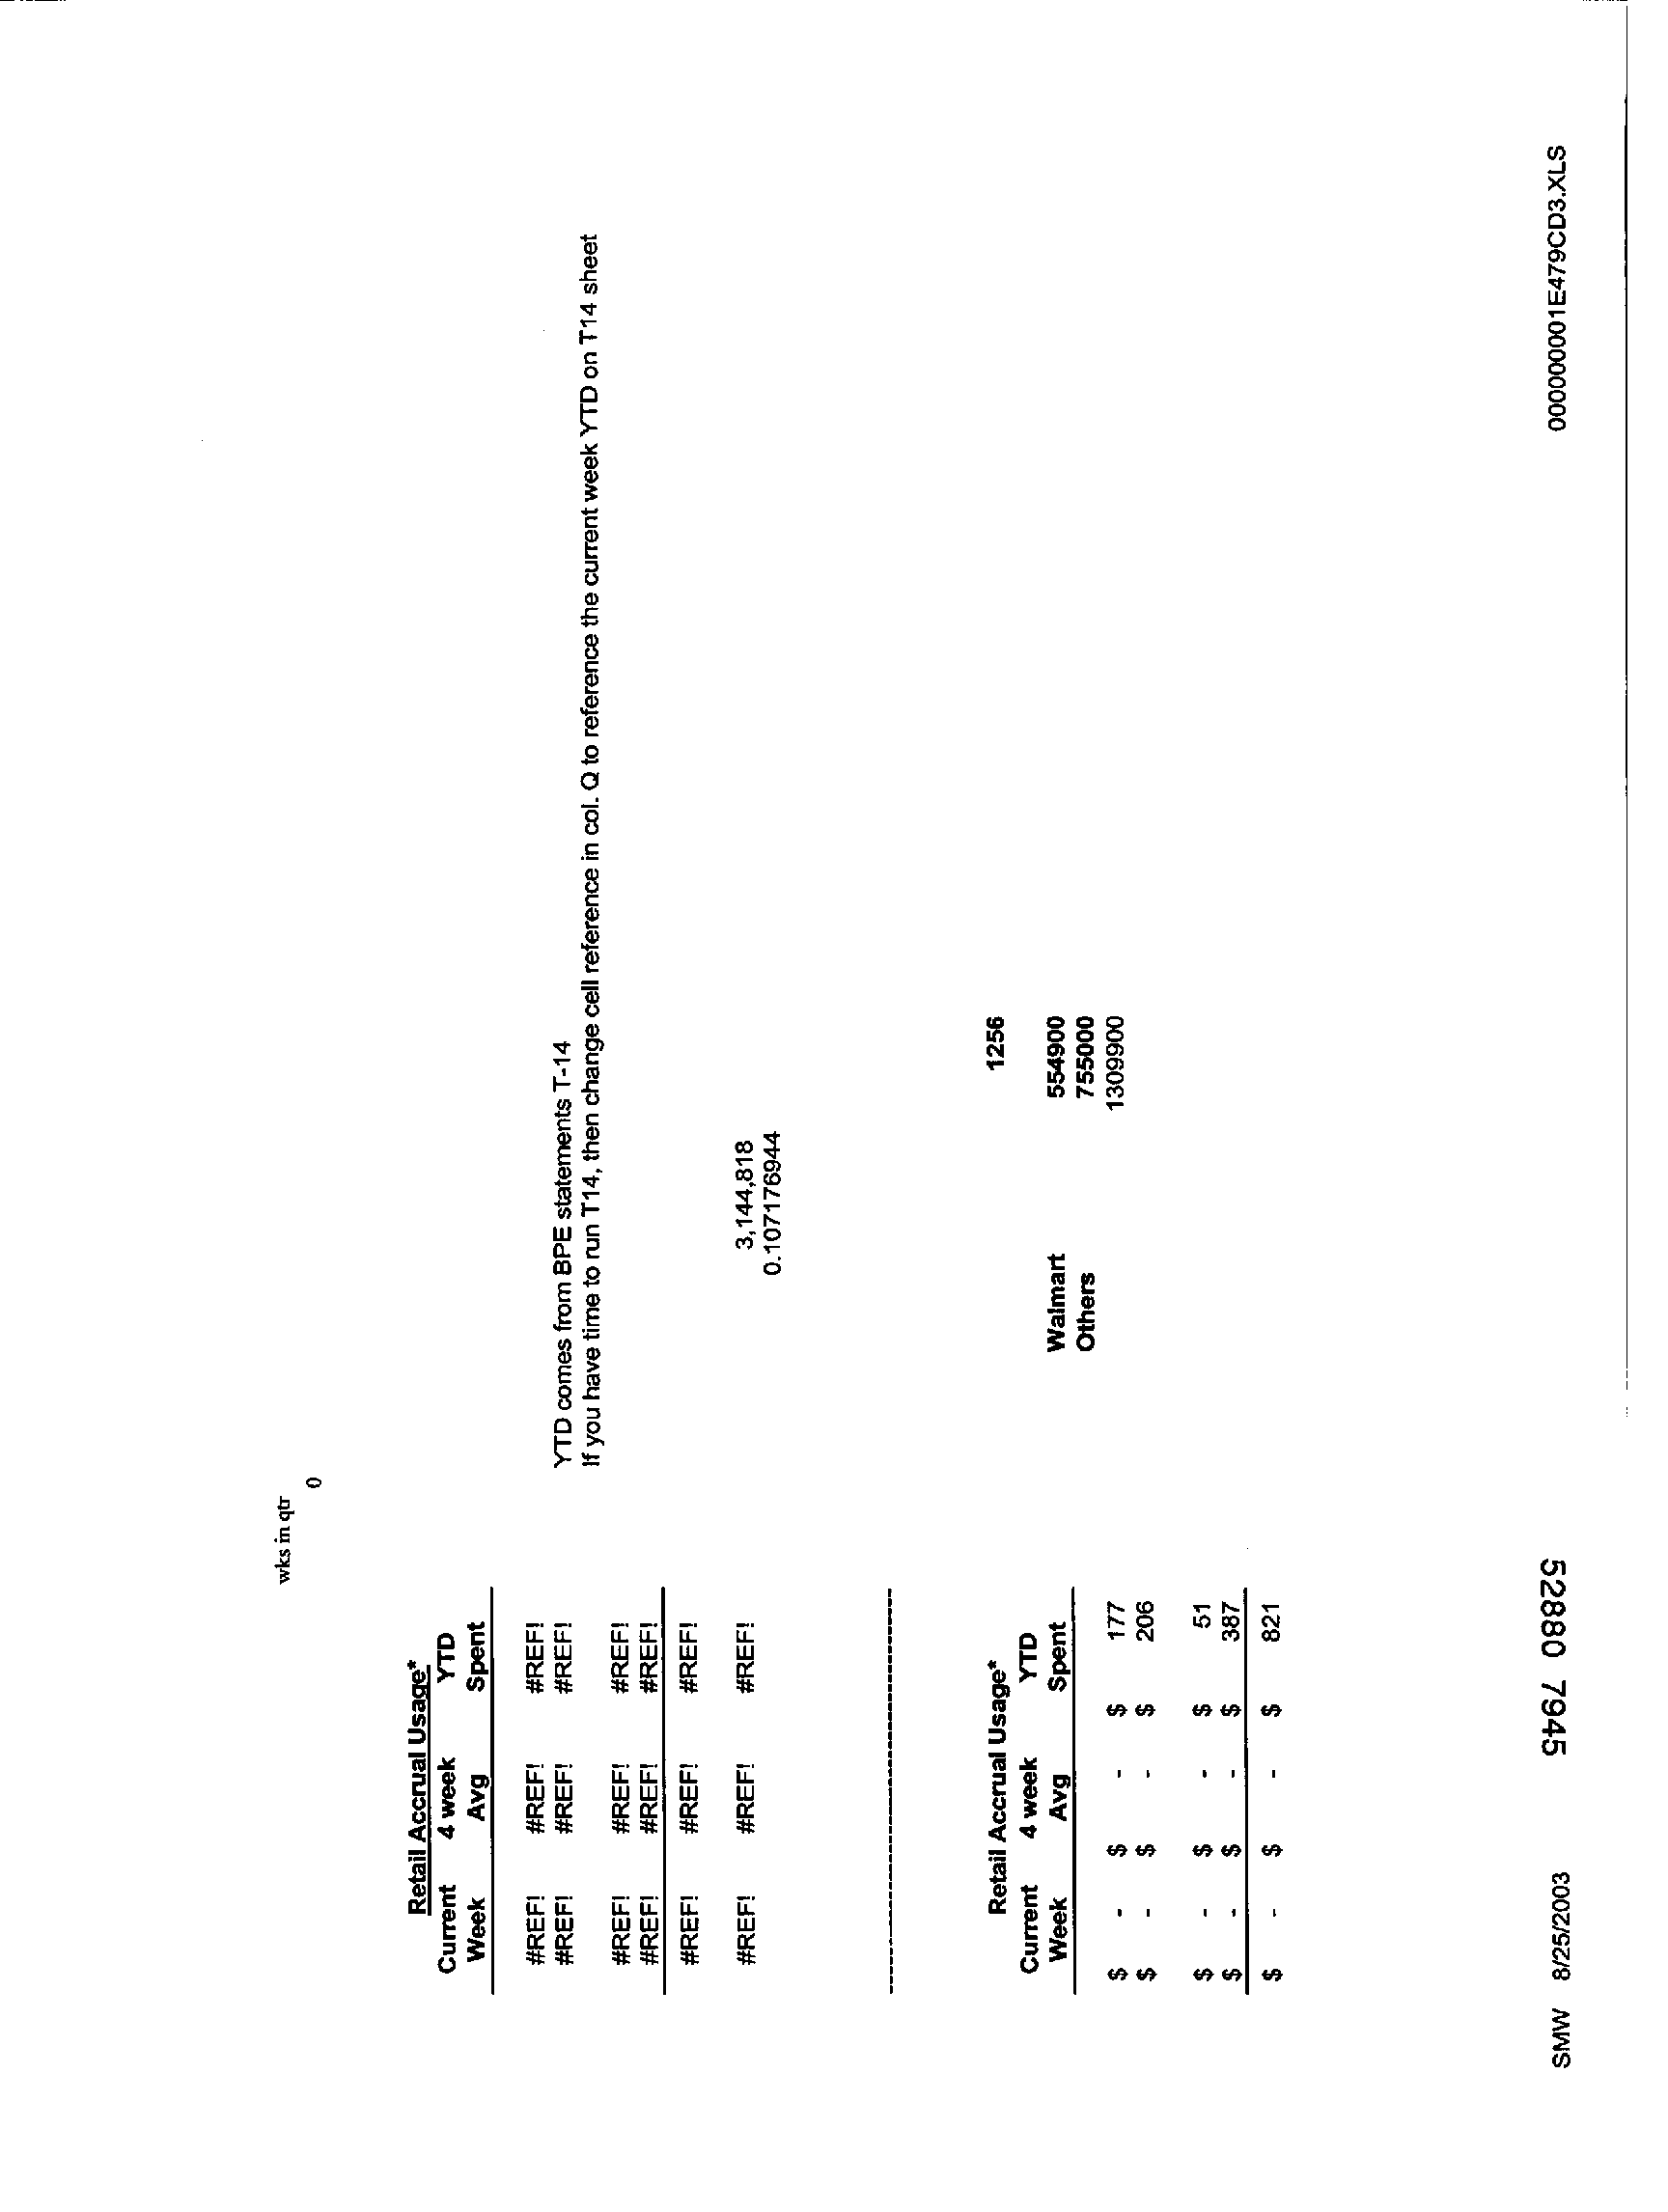 wks in qtr
0
Retail Accrual Usage*
Current 4 week YTD
Week Avg Spent
#REF! #REF! #REF! YTD comes from BPE statements T-14
#REF! #REF! #REF! If you have time to run T14, then change cell reference in col. Q to reference the current week YTD on T14 sheet
#REF! #REF! #REF!
#REF! #REF! #REF!
#REF! #REF! #REF!
#REF! #REF! #REF! 3,144,818
0.107176944
Retail Accrual Usage* 1256
Current 4 week YTD
Week Avg Spent Walmart 554900
Others 755000
$ - $ - $ 177 1309900
$ - $ - $ 206
$ - $ - $ 51
$ - $ - $ 387
$ - $ - $ 821
SMW 8/25/2003 52880 7945 000000001E479CD3.XLS